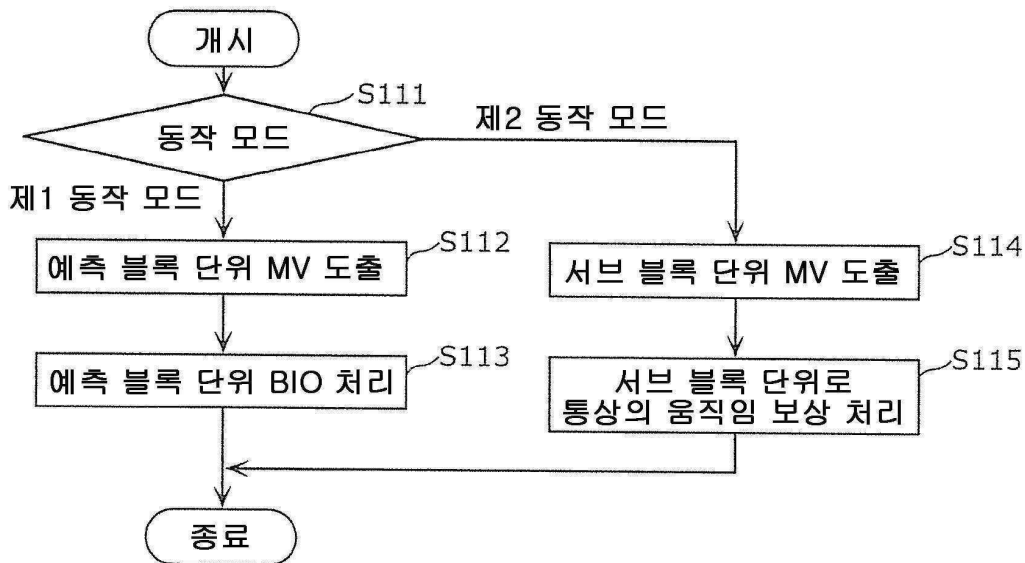 개시
S111
동작 모드
제2 동작 모드
제1 동작 모드
S112
예측 블록 단위 MV 도출
S114
서브 블록 단위 MV 도출
S113
예측 블록 단위 BIO 처리
S115
서브 블록 단위로
통상의 움직임 보상 처리
종료